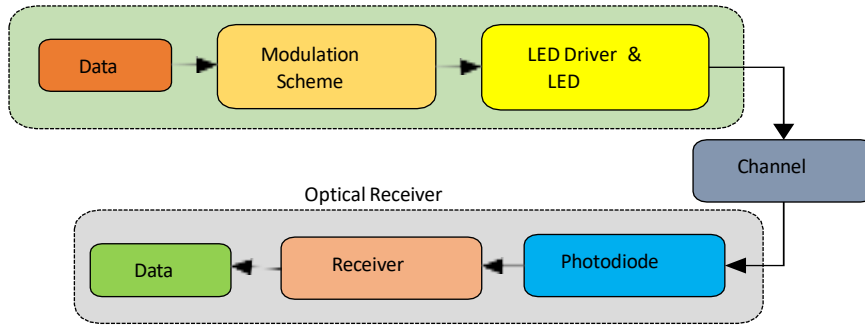 Data
Modulation
Scheme
LED Driver &
LED
Channel
Optical Receiver
Data
Receiver
Photodiode